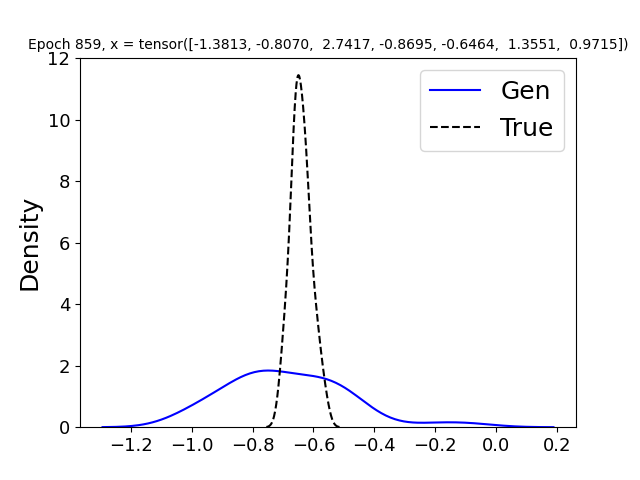 Epoch 859, x = tensor([-1.3813, -0.8070,  2.7417, -0.8695, -0.6464,  1.3551,  0.9715])
12
10
8
6
4
2
0
Density
Gen
True
−1.2 −1.0 −0.8 −0.6 −0.4 −0.2 0.0 0.2